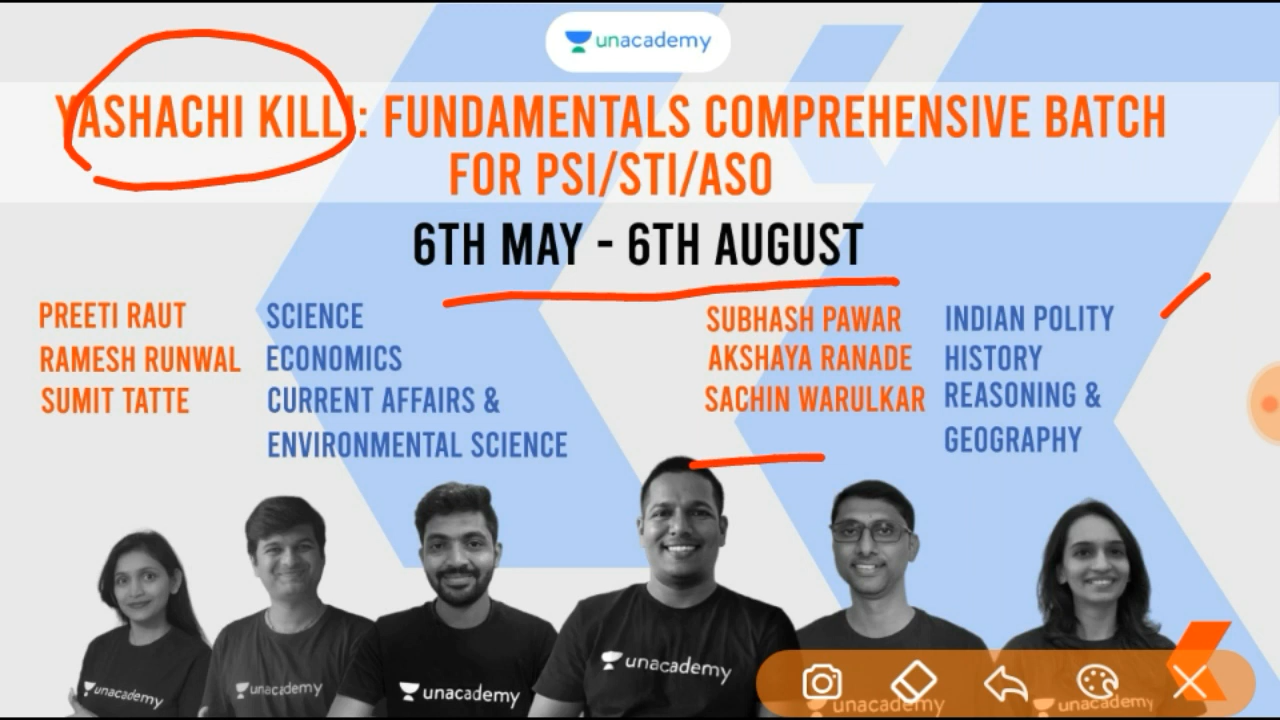 unacademy
YASHACHI KILLI: FUNDAMENTALS COMPREHENSIVE BATCH
FOR PSI/STI/ASO
6TH MAY - 6TH AUGUST
PREETI RAUT SCIENCE
RAMESH RUNWAL ECONOMICS
SUMIT TATTE CURRENT AFFAIRS &
ENVIRONMENTAL SCIENCE
SUBHASH PAWAR INDIAN POLITY
AKSHAYA RANADE HISTORY
SACHIN WARULKAR REASONING &
GEOGRAPHY
unacademy
unacademy
unacademy
unacademy
unacademy
unacademy